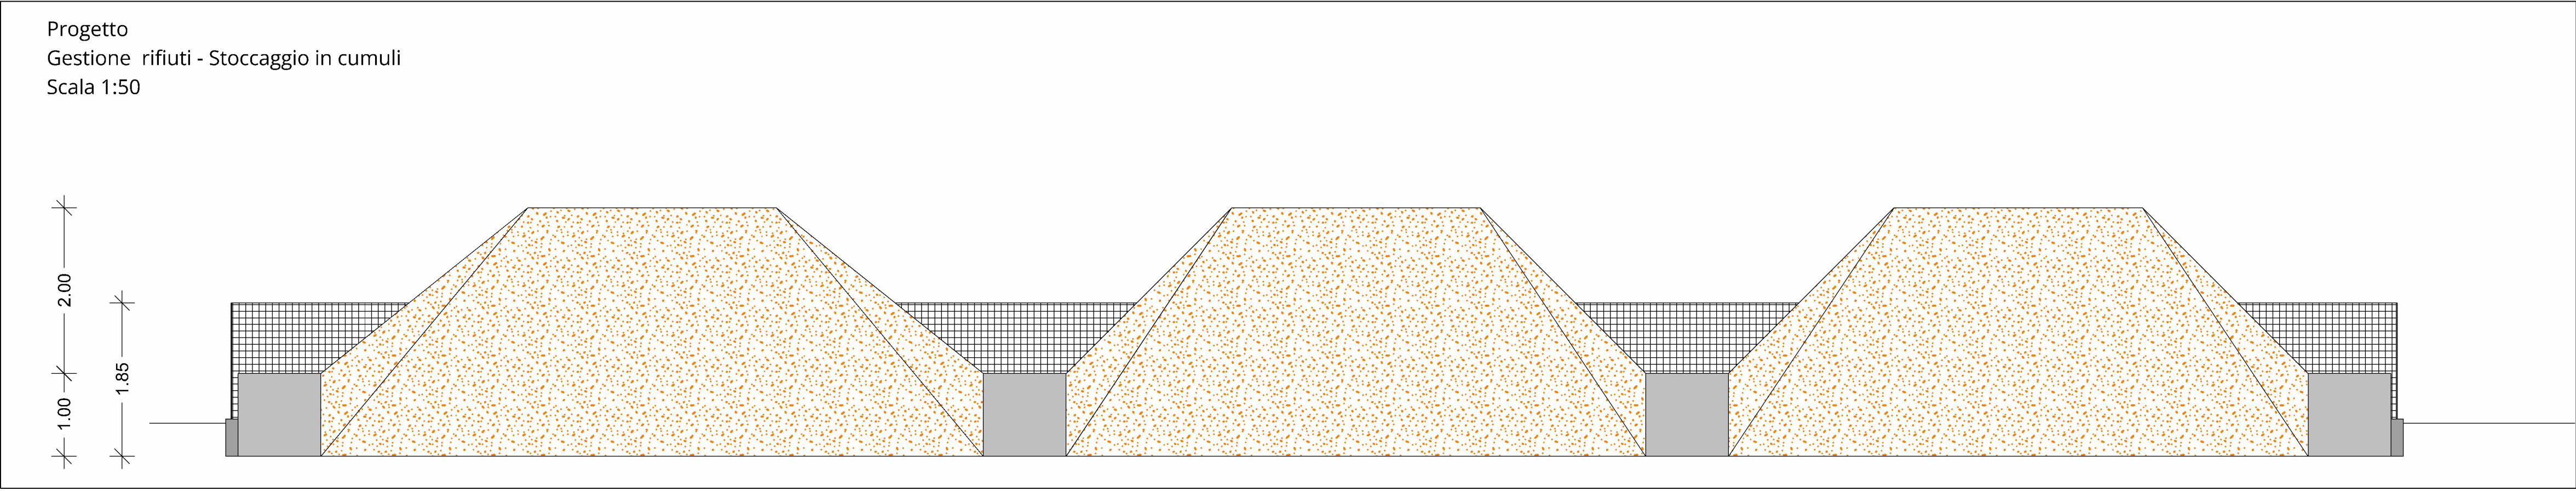 Progetto
Gestione rifiuti - Stoccaggio in cumuli
Scala 1:50
2.00
1.85
1.00